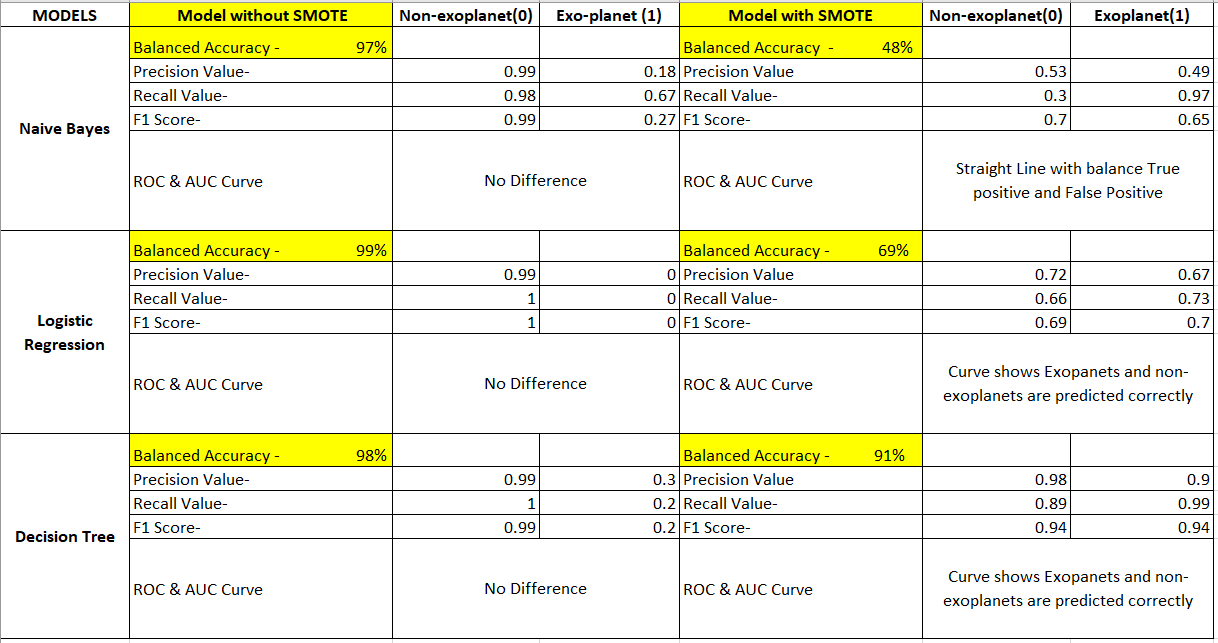 MODELS Model without SMOTE Non-exoplanet(0) Exo-planet (1) Model with SMOTE Non-exoplanet(0) Exoplanet(1)
Naive Bayes
Balanced Accuracy - 97% Balanced Accuracy - 48%
Precision Value- 0.99 0.18 Precision Value 0.53 0.49
Recall Value- 0.98 0.67 Recall Value- 0.3 0.97
F1 Score- 0.99 0.27 F1 Score- 0.7 0.65
ROC & AUC Curve No Difference ROC & AUC Curve Straight Line with balance True
positive and False Positive
Logistic
Regression
Balanced Accuracy - 99% Balanced Accuracy - 69%
Precision Value- 0.99 0 Precision Value 0.72 0.67
Recall Value- 1 0 Recall Value- 0.66 0.73
F1 Score- 1 0 F1 Score- 0.69 0.7
ROC & AUC Curve No Difference ROC & AUC Curve Curve shows Exopanets and non-
exoplanets are predicted correctly
Decision Tree
Balanced Accuracy - 98% Balanced Accuracy - 91%
Precision Value- 0.99 0.3 Precision Value 0.98 0.9
Recall Value- 1 0.2 Recall Value- 0.89 0.99
F1 Score- 0.99 0.2 F1 Score- 0.94 0.94
ROC & AUC Curve No Difference ROC & AUC Curve Curve shows Exopanets and non-
exoplanets are predicted correctly